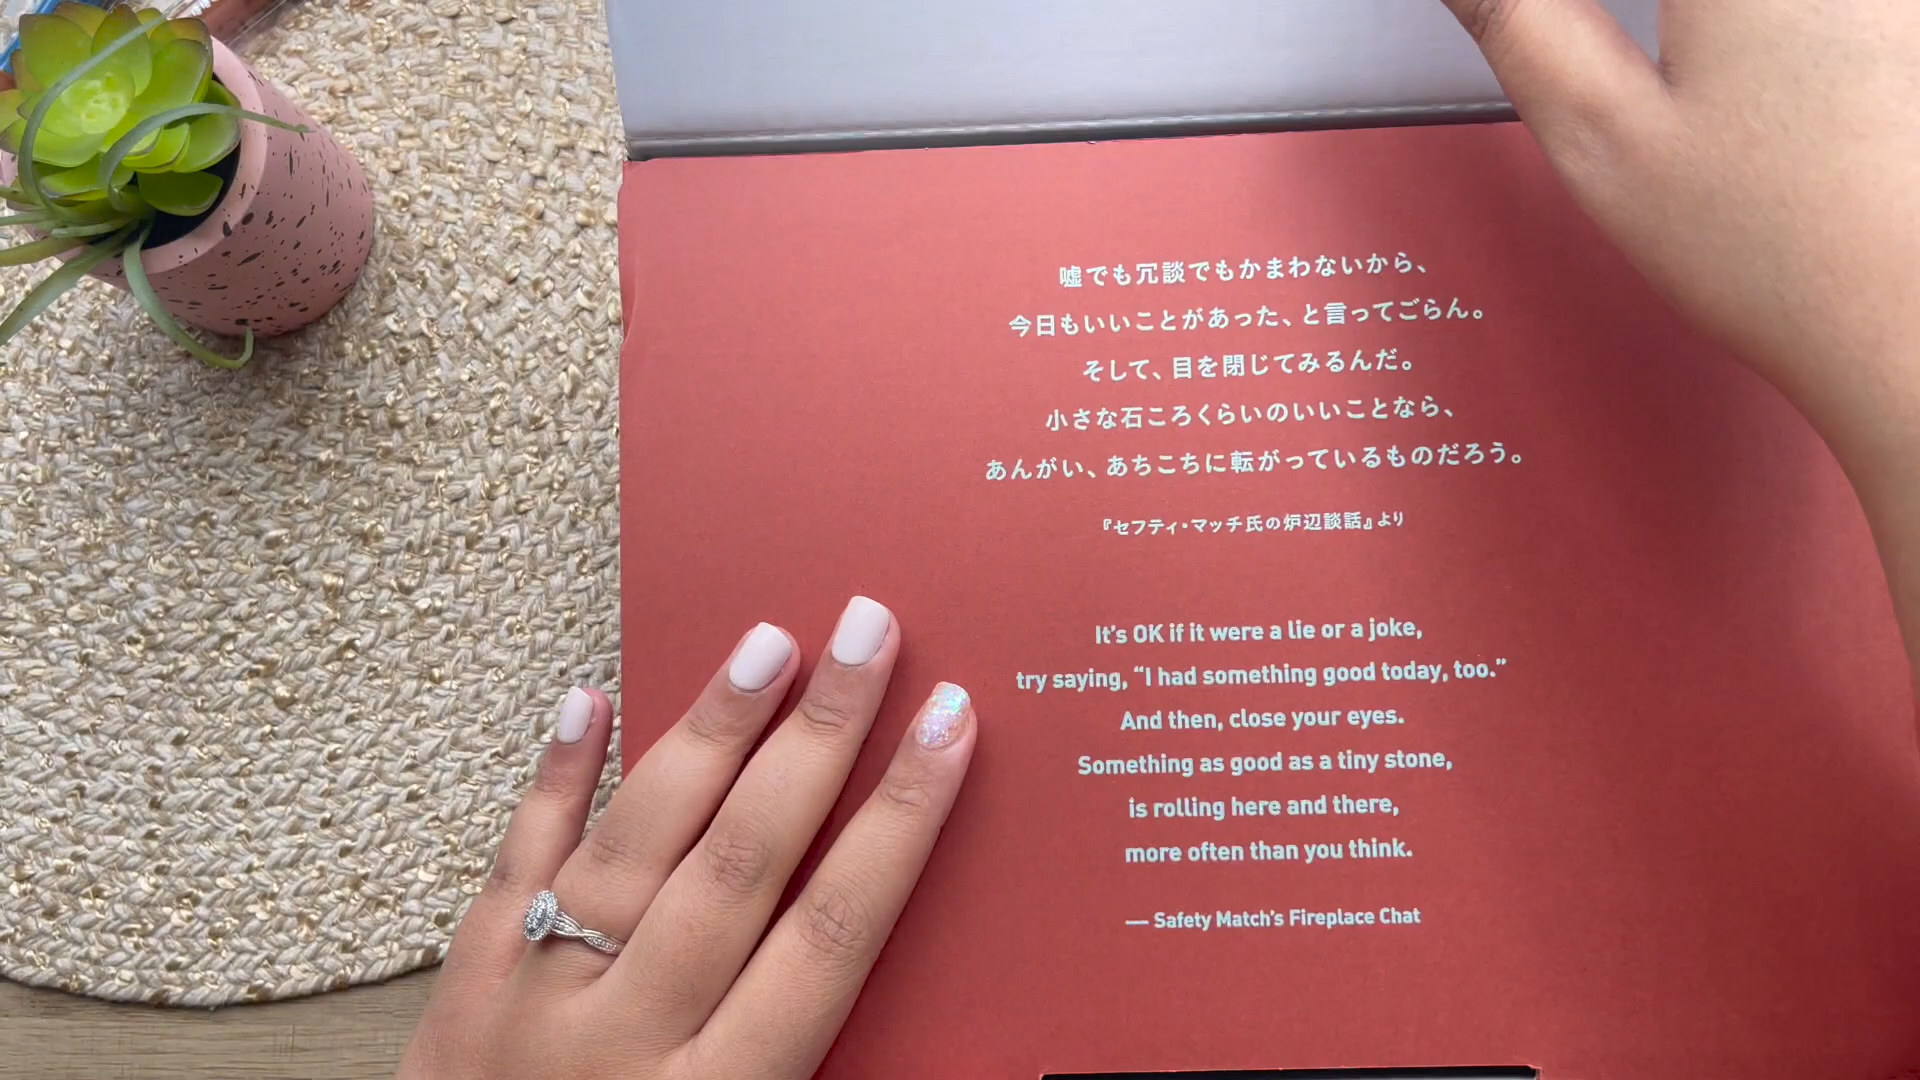 嘘でも冗談でもかまわないから、
今日もいいことがあった、と言ってごらん。
そして、目を閉じてみるんだ。
小さな石ころくらいのいいことなら、
あんがい、あちこちに転がっているものだろう。
『セフティ・マッチ氏の炉辺談話』より
It's OK if it were a lie or a joke,
try saying, “I had something good today, too.”
And then, close your eyes.
Something as good as a tiny stone,
is rolling here and there,
more often than you think.
— Safety Match's Fireplace Chat